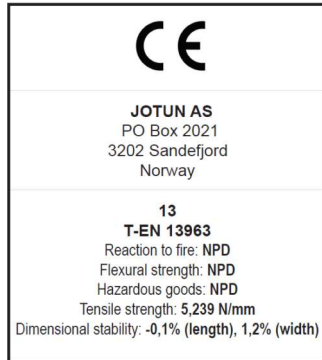 CE
JOTUN AS
PO Box 2021
3202 Sandefjord
Norway
13
T-EN 13963
Reaction to fire: NPD
Flexural strength: NPD
Hazardous goods: NPD
Tensile strength: 5,239 N/mm
Dimensional stability: -0,1% (length), 1,2% (width)